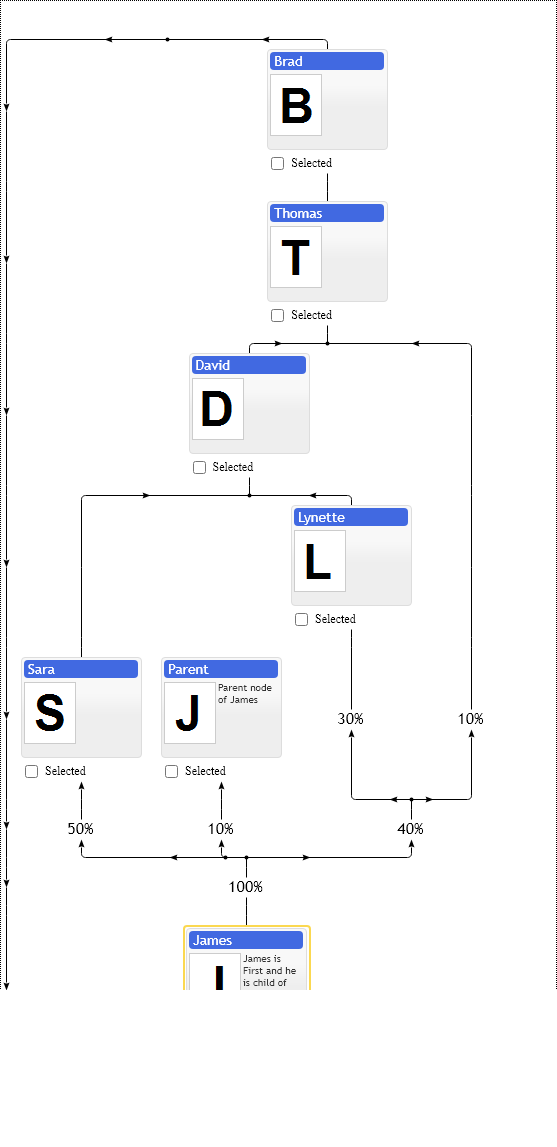 Brad
B
Selected
Thomas
T
Selected
David
D
Selected
Lynette
L
Selected
Sara
S
Selected
Parent
J
Parent node
of James
Selected
30%
10%
50%
10%
40%
100%
James
James is
First and he
is child of